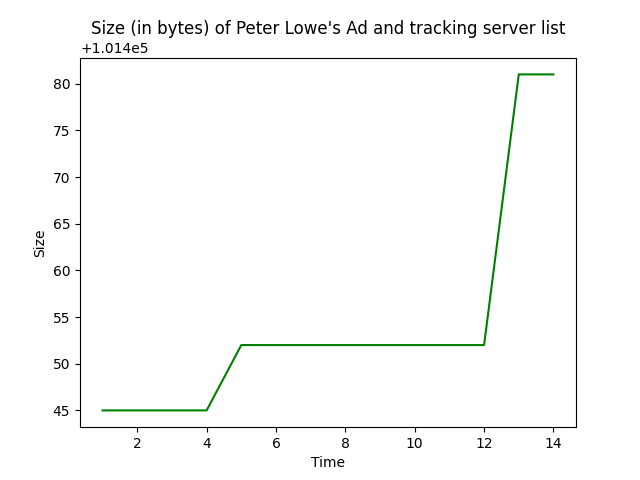 Size (in bytes) of Peter Lowe's Ad and tracking server list
+1.014e5
80
75
70
65
60
55
50
45
Size
2 4 6 8 10 12 14
Time